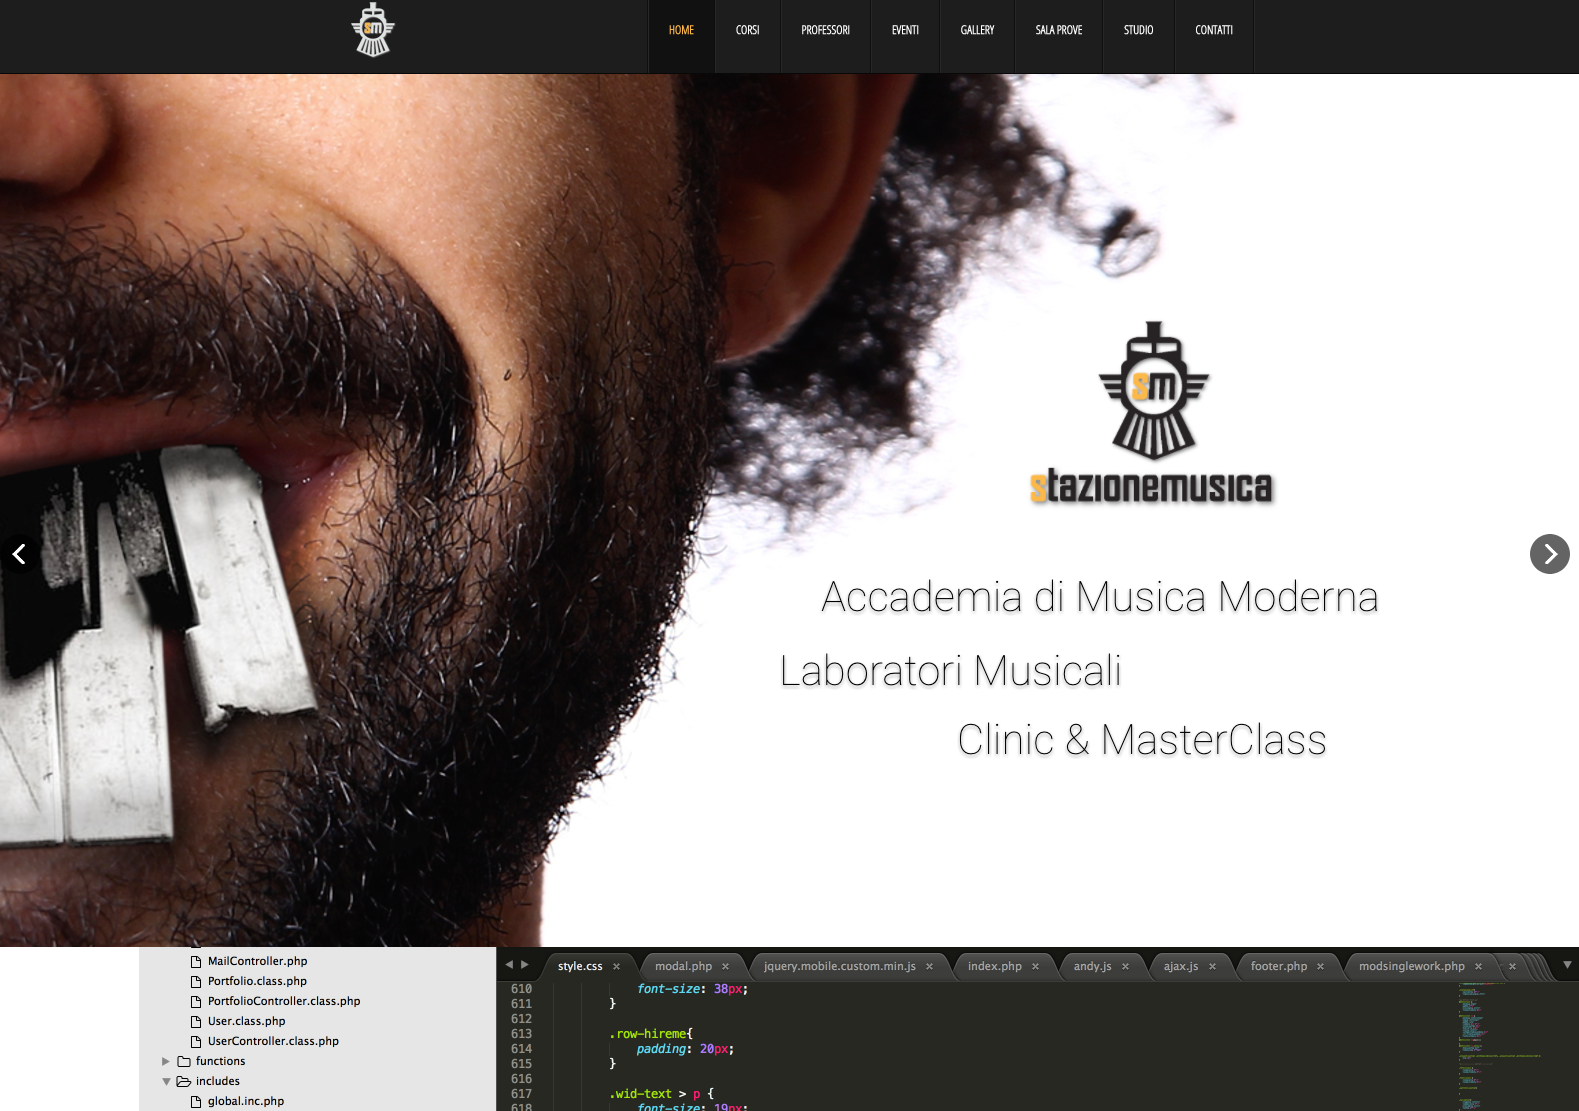 sm
HOME CORSI PROFESSORI EVENTI GALLERY SALA PROVE STUDIO CONTATTI
sm
stazionemusica
Accademia di Musica Moderna
Laboratori Musicali
Clinic & MasterClass
MailController.php
Portfolio.class.php
PortfolioController.class.php
User.class.php
UserController.class.php
functions
includes
global.inc.php
style.css × modal.php × jquery.mobile.custom.min.js × index.php × andy.js × ajax.js × footer.php × modsinglework.php × ×
610 font-size: 38px;
611 }
612
613 .row-hireme{
614 padding: 20px;
615 }
616
617 .wid-text > p {
618 font-size: 19px;